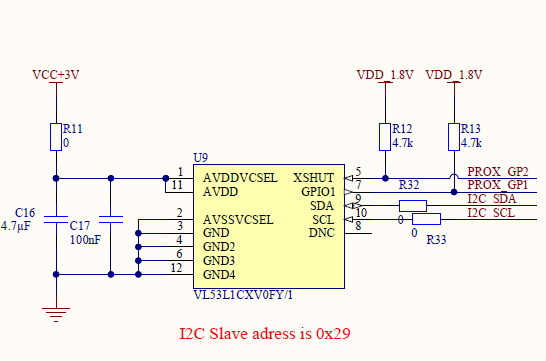 VCC+3V
VDD_1.8V VDD_1.8V
R11
0
R12
4.7k
R13
4.7k
U9
1 AVDDVCSEL XSHUT 5 PROX_GP2
11 AVDD GPIO1 7 PROX_GP1
R32
SDA 9 I2C_SDA
2 AVSSVCSEL SCL 10 0 I2C_SCL
3 GND DNC 8 0 R33
4 GND2
6 GND3
12 GND4
C16
4.7µF
C17
100nF
VL53L1CXV0FY/1
I2C Slave adress is 0x29